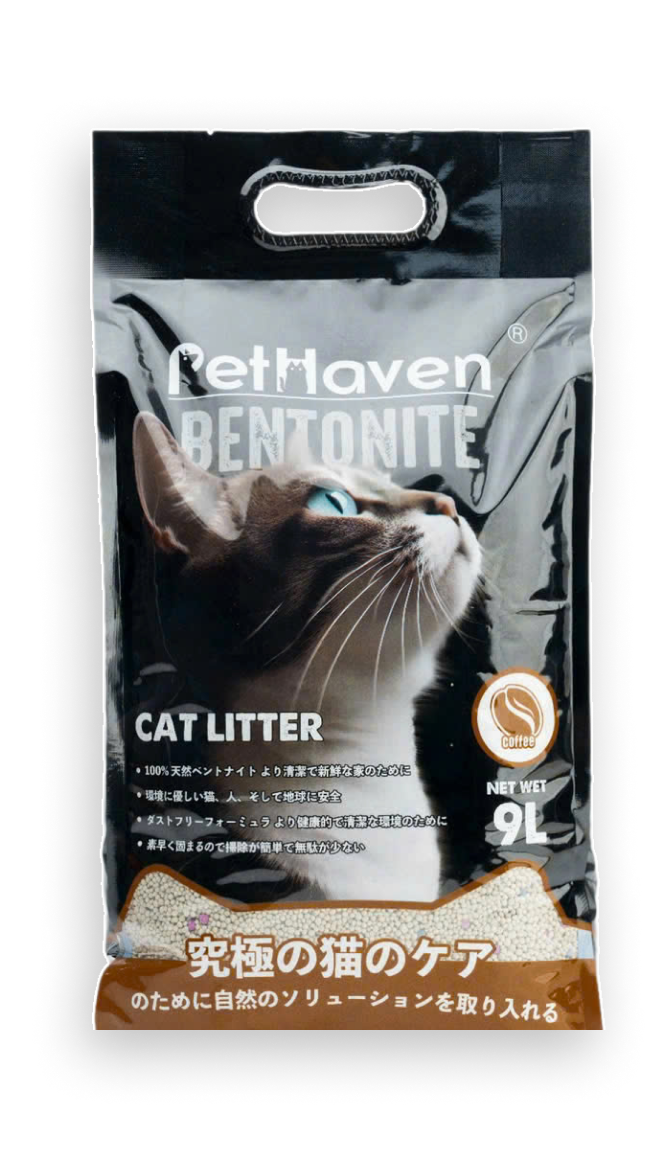 PetHaven ®
BENTONITE
CAT LITTER
coffee
• 100% 天然ベントナイト より清潔で新鮮な家のために
• 環境に優しい猫、人、そして地球に安全
• ダストフリーフォーミュラ より健康的で清潔な環境のために
• 素早く固まるので掃除が簡単で無駄が少ない
NET WET
9L
究極の猫のケア
のために自然のソリューションを取り入れる